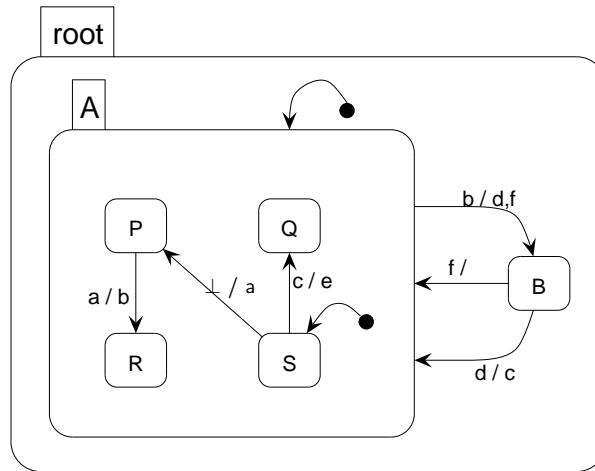 root
A
b / d,f
P
Q
⊥ / a
c / e
f /
B
a / b
R
S
d / c